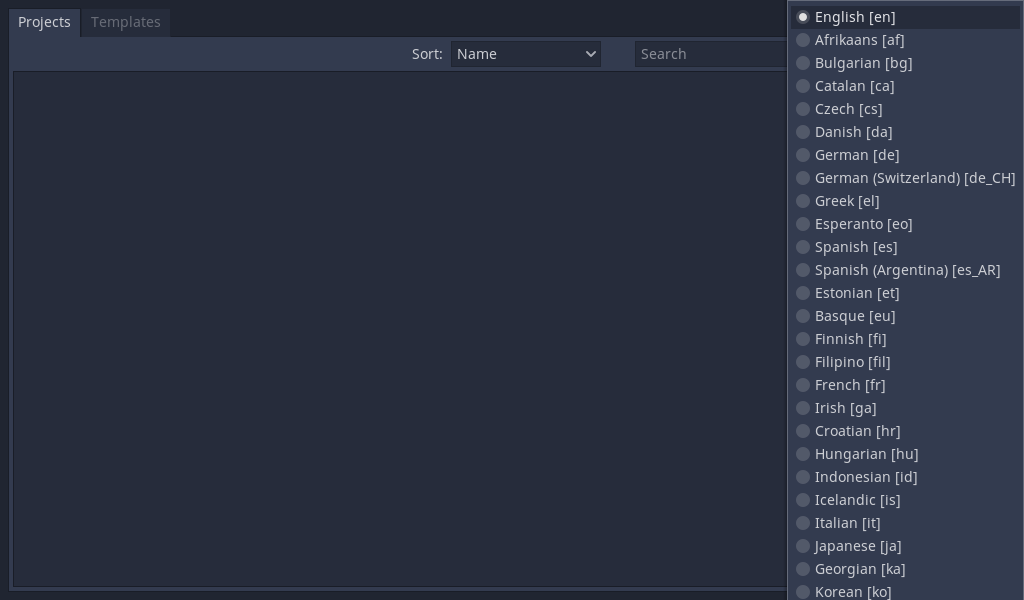 Projects
Templates
Sort:
Name
Search
English [en]
Afrikaans [af]
Bulgarian [bg]
Catalan [ca]
Czech [cs]
Danish [da]
German [de]
German (Switzerland) [de_CH]
Greek [el]
Esperanto [eo]
Spanish [es]
Spanish (Argentina) [es_AR]
Estonian [et]
Basque [eu]
Finnish [fi]
Filipino [fil]
French [fr]
Irish [ga]
Croatian [hr]
Hungarian [hu]
Indonesian [id]
Icelandic [is]
Italian [it]
Japanese [ja]
Georgian [ka]
Korean [ko]